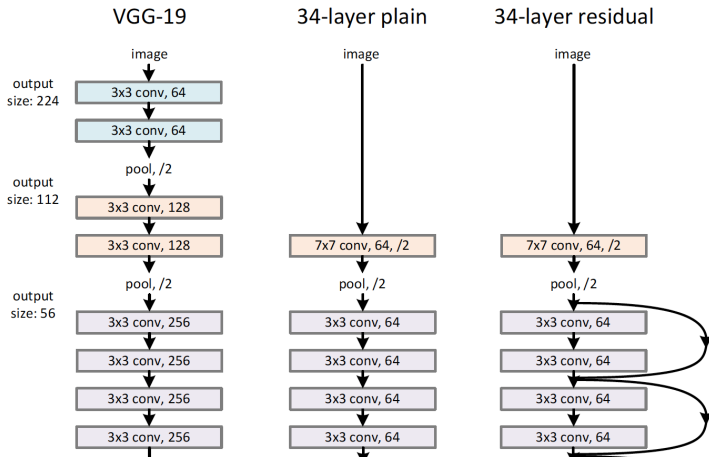 VGG-19
34-layer plain
34-layer residual
image
image
image
output
size: 224
3x3 conv, 64
3x3 conv, 64
pool, /2
output
size: 112
3x3 conv, 128
3x3 conv, 128
7x7 conv, 64, /2
7x7 conv, 64, /2
pool, /2
pool, /2
pool, /2
output
size: 56
3x3 conv, 256
3x3 conv, 64
3x3 conv, 64
3x3 conv, 256
3x3 conv, 64
3x3 conv, 64
3x3 conv, 256
3x3 conv, 64
3x3 conv, 64
3x3 conv, 256
3x3 conv, 64
3x3 conv, 64